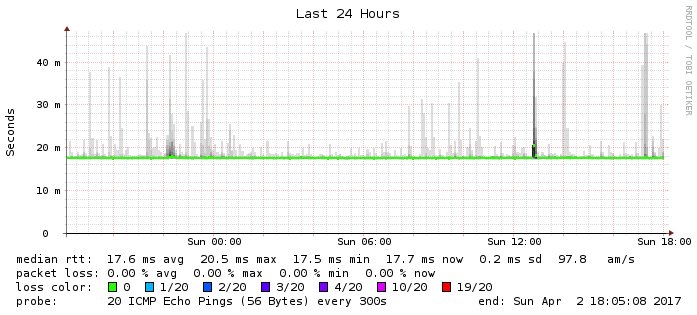 Last 24 Hours
RRDTOOL / TOBI OETIKER
Seconds
40 m
30 m
20 m
10 m
0
Sun 00:00 Sun 06:00 Sun 12:00 Sun 18:00
median rtt: 17.6 ms avg 20.5 ms max 17.5 ms min 17.7 ms now 0.2 ms sd 97.8 am/s
packet loss: 0.00 % avg 0.00 % max 0.00 % min 0.00 % now
loss color: 0 1/20 2/20 3/20 4/20 10/20 19/20
probe: 20 ICMP Echo Pings (56 Bytes) every 300s end: Sun Apr 2 18:05:08 2017